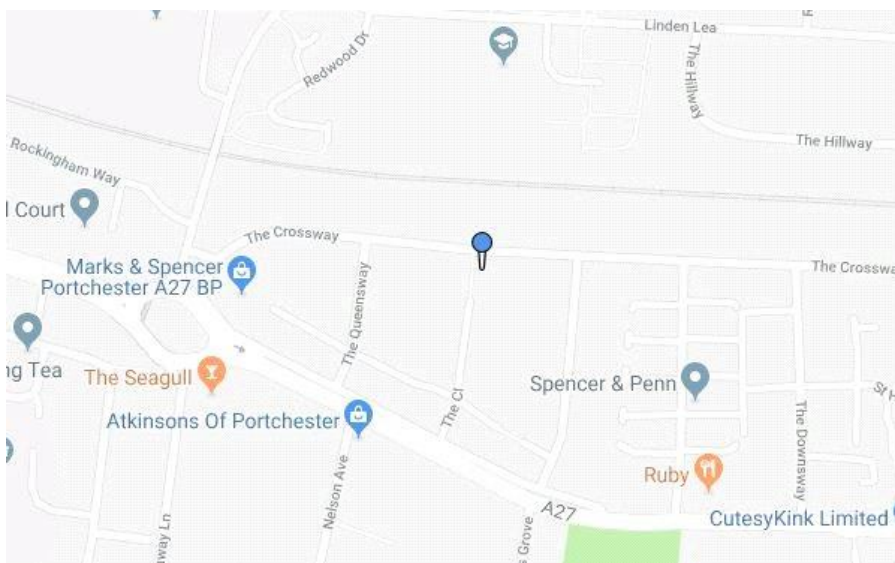 Linden Lea
Redwood Dr
The Hillway
The Hillway
Rockingham Way
l Court
The Crossway
The Crossway
Marks & Spencer
Portchester A27 BP
The Queensway
ng Tea
The Seagull
Spencer & Penn
St H
The Cl
Atkinsons Of Portchester
The Downsway
Nelson Ave
Ruby
A27
CutesyKink Limited
way Ln
s Grove